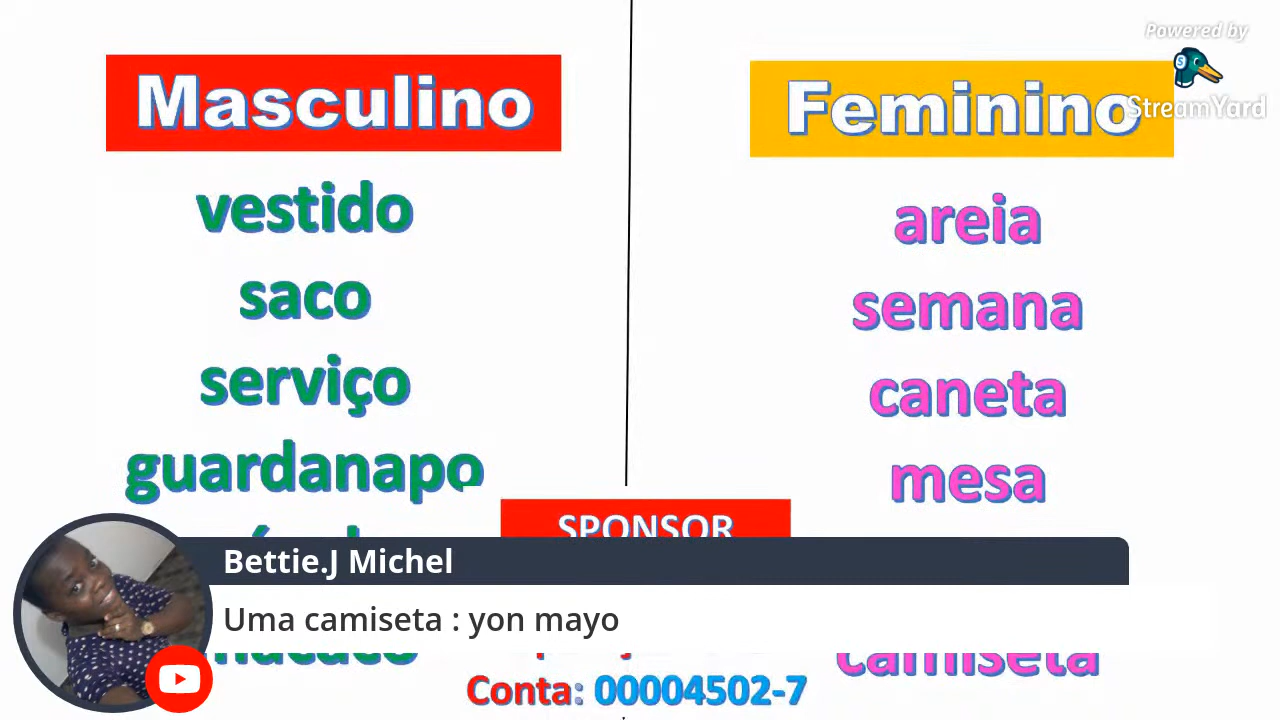 Powered by
StreamYard
Masculino
Feminino
vestido
saco
serviço
guardanapo
areia
semana
caneta
mesa
SPONSOR
Bettie.J Michel
Uma camiseta : yon mayo
macaco
camiseta
Conta: 00004502-7